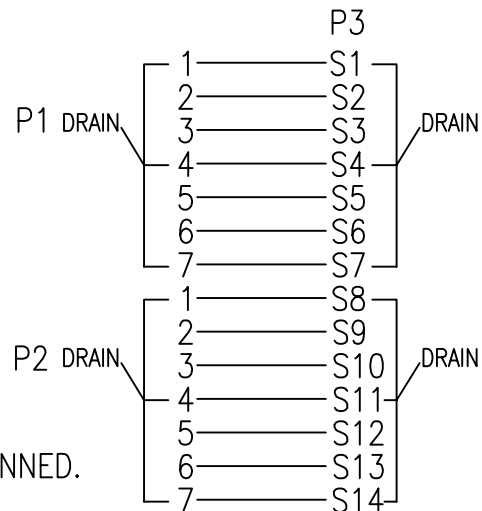 P3
1 S1
2 S2
P1 DRAIN 3 S3 DRAIN
4 S4
5 S5
6 S6
7 S7
1 S8
2 S9
P2 DRAIN 3 S10 DRAIN
4 S11
5 S12
NNED. 6 S13
7 S14